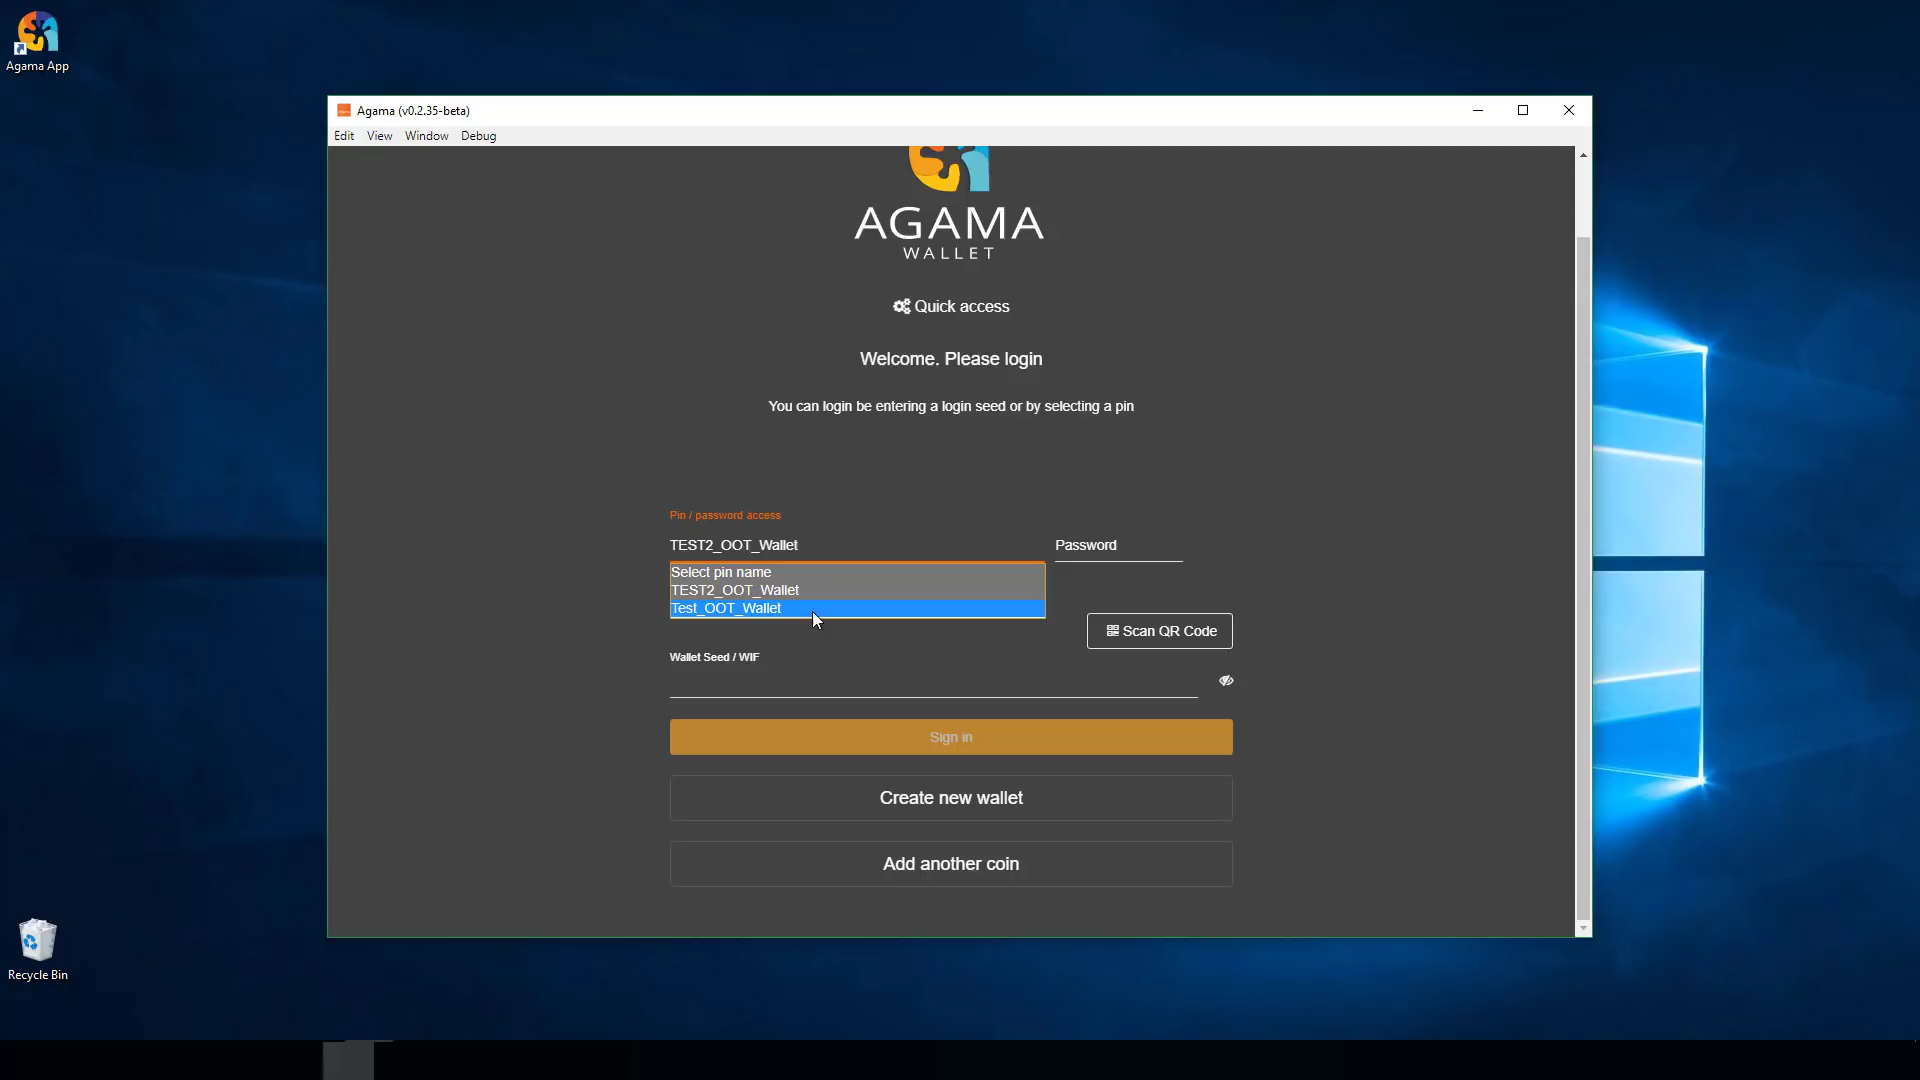 Agama App
Agama (v0.2.35-beta)
Edit View Window Debug
AGAMA
WALLET
Quick access
Welcome. Please login
You can login be entering a login seed or by selecting a pin
Pin / password access
TEST2_OOT_Wallet Password
Select pin name
TEST2_OOT_Wallet
Test_OOT_Wallet
Scan QR Code
Wallet Seed / WIF
Sign in
Create new wallet
Add another coin
Recycle Bin